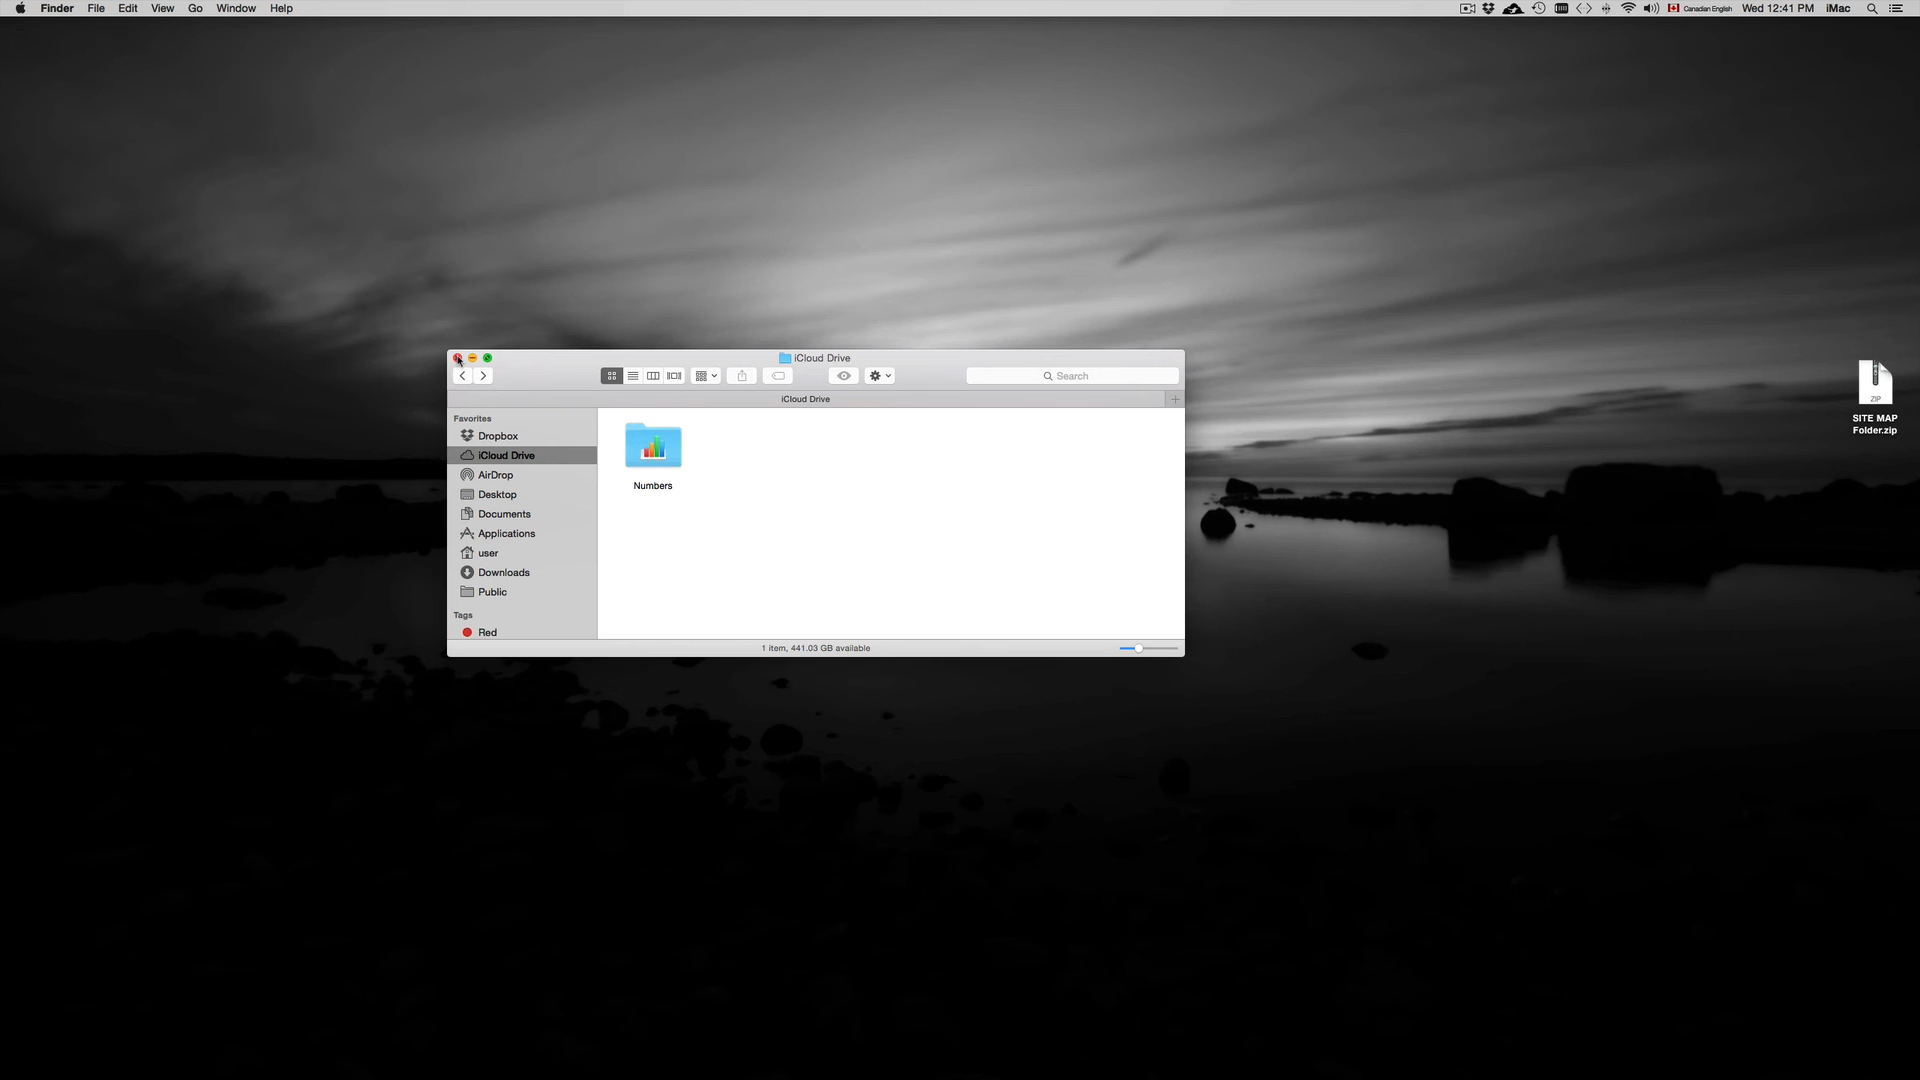 Finder File Edit View Go Window Help
Canadian English Wed 12:41 PM iMac
iCloud Drive
Search
iCloud Drive
Favorites
Dropbox
iCloud Drive
AirDrop
Desktop
Documents
Applications
user
Downloads
Public
Tags
Red
Numbers
1 item, 441.03 GB available
ZIP
SITE MAP
Folder.zip